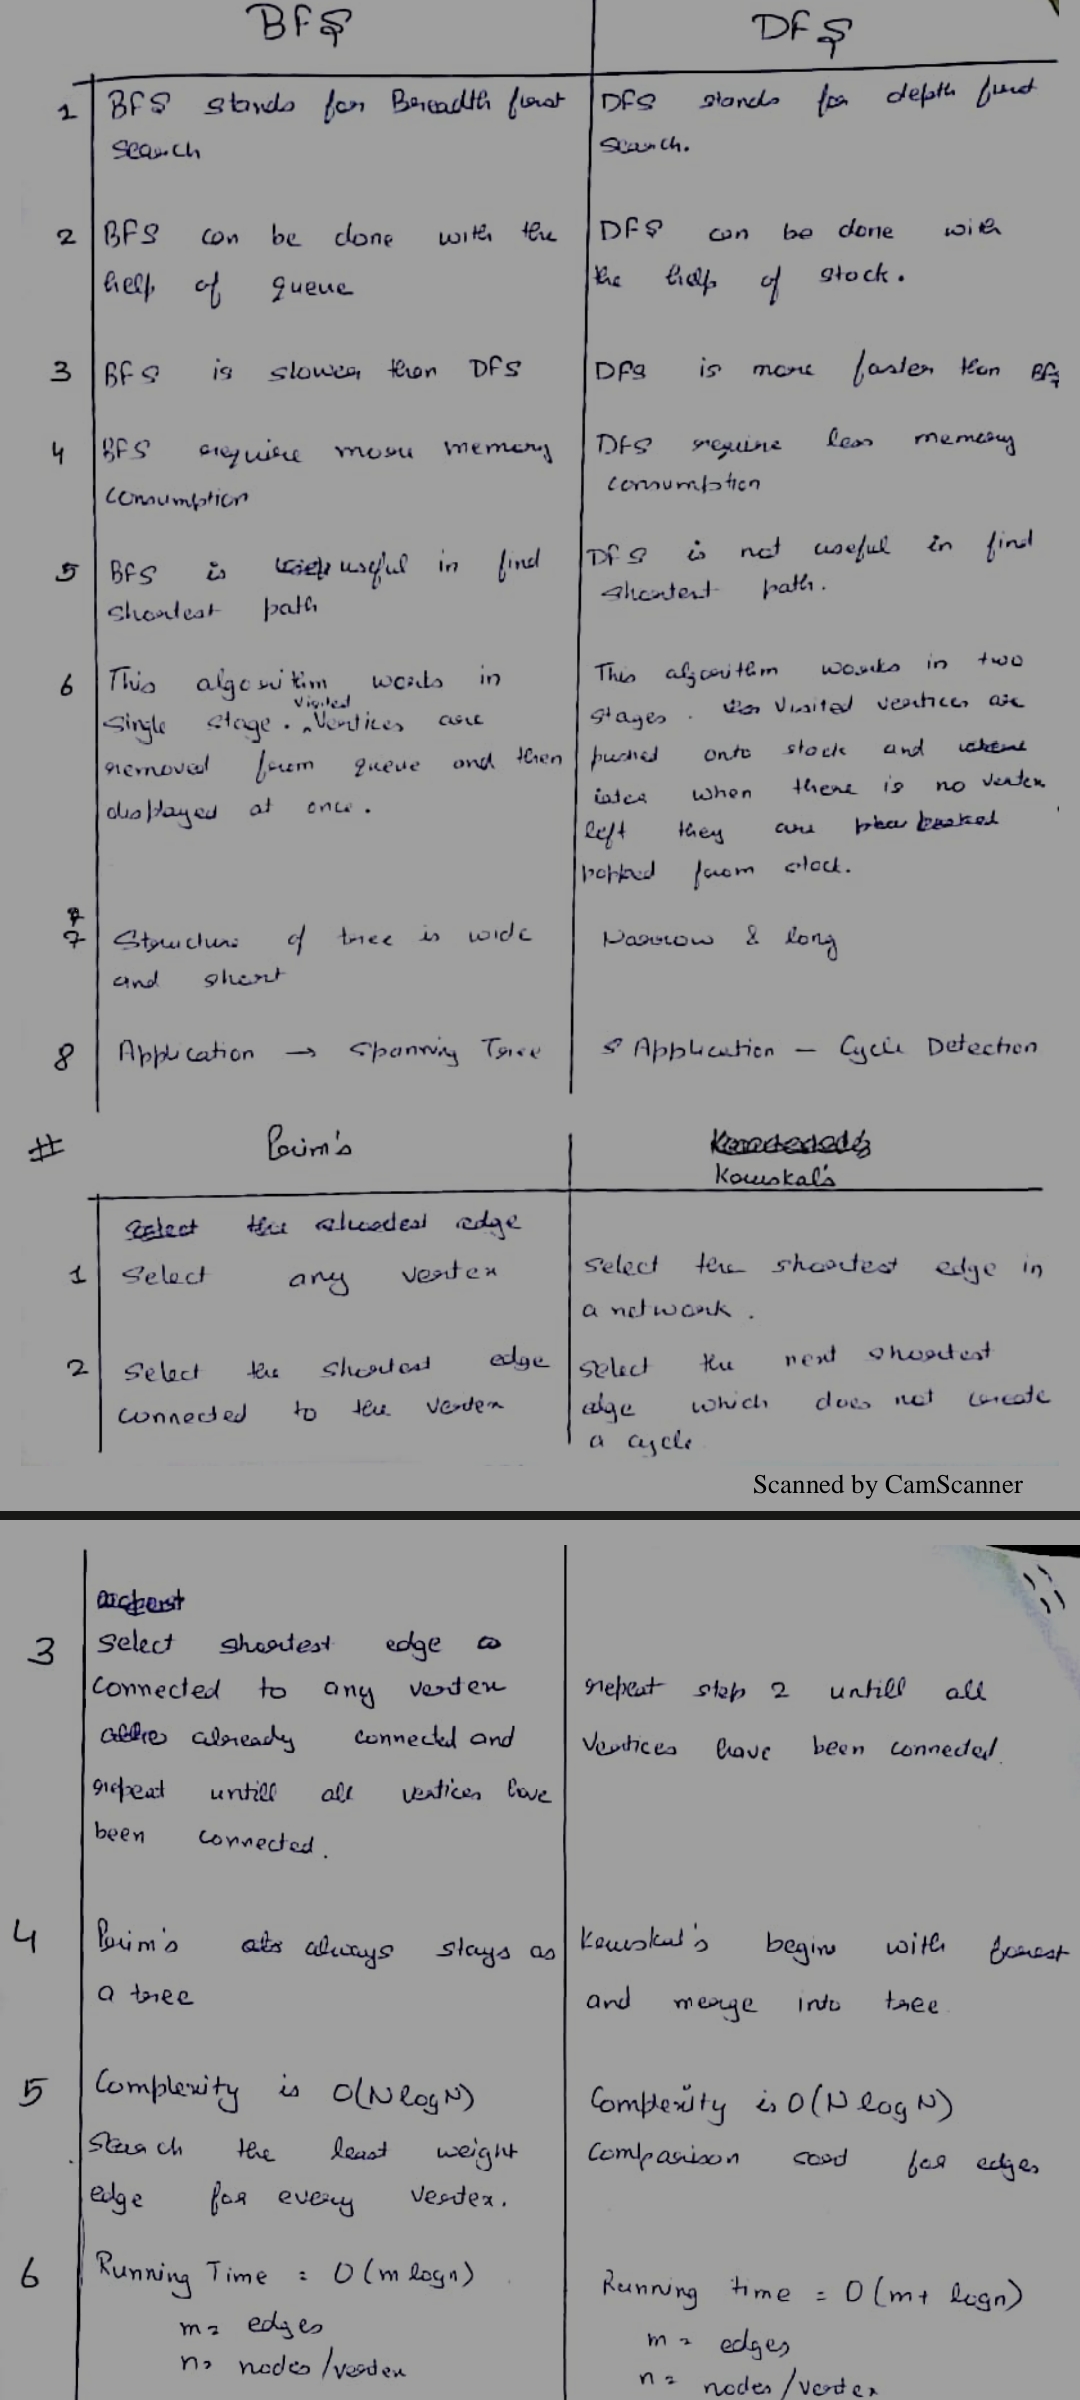 BFS DFS
1 BFS stands for Breadth first DFS stands for depth first
search search.
2 BFS can be done with the DFS can be done with
help of queue the help of stack.
3 BFS is slower than DFS DFS is more faster than BFS
4 BFS require more memory DFS require less memory
consumption consumption
5 BFS is useful in find DFS is not useful in find
shortest path shortest path.
6 This algorithm works in This algorithm works in two
single stage. visited Vertices are stages. Visited vertices are
removed from queue and then pushed onto stack and
displayed at once. later when there is no vertex
left they are
popped from stack.
7 Structure of tree is wide Narrow & long
and short
8 Application → Spanning Tree Application - Cycle Detection
# Prim's Kruskal's
Select the shortest edge
1 Select any vertex Select the shortest edge in
a network.
2 Select the shortest edge Select the next shortest
connected to the vertex edge which does not create
a cycle
Scanned by CamScanner
3 Select shortest edge
connected to any vertex repeat step 2 untill all
already connected and Vertices have been connected.
repeat untill all vertices have
been connected.
4 Prim's always stays as Kruskal's begin with forest
a tree and merge into tree
5 Complexity is O(N log N) Complexity is O(N log N)
Search the least weight Comparison sort for edges
edge for every vertex.
6 Running Time = O(m logn) Running time = O(m+ logn)
m= edges m = edges
n= nodes/vertex n = nodes/vertex